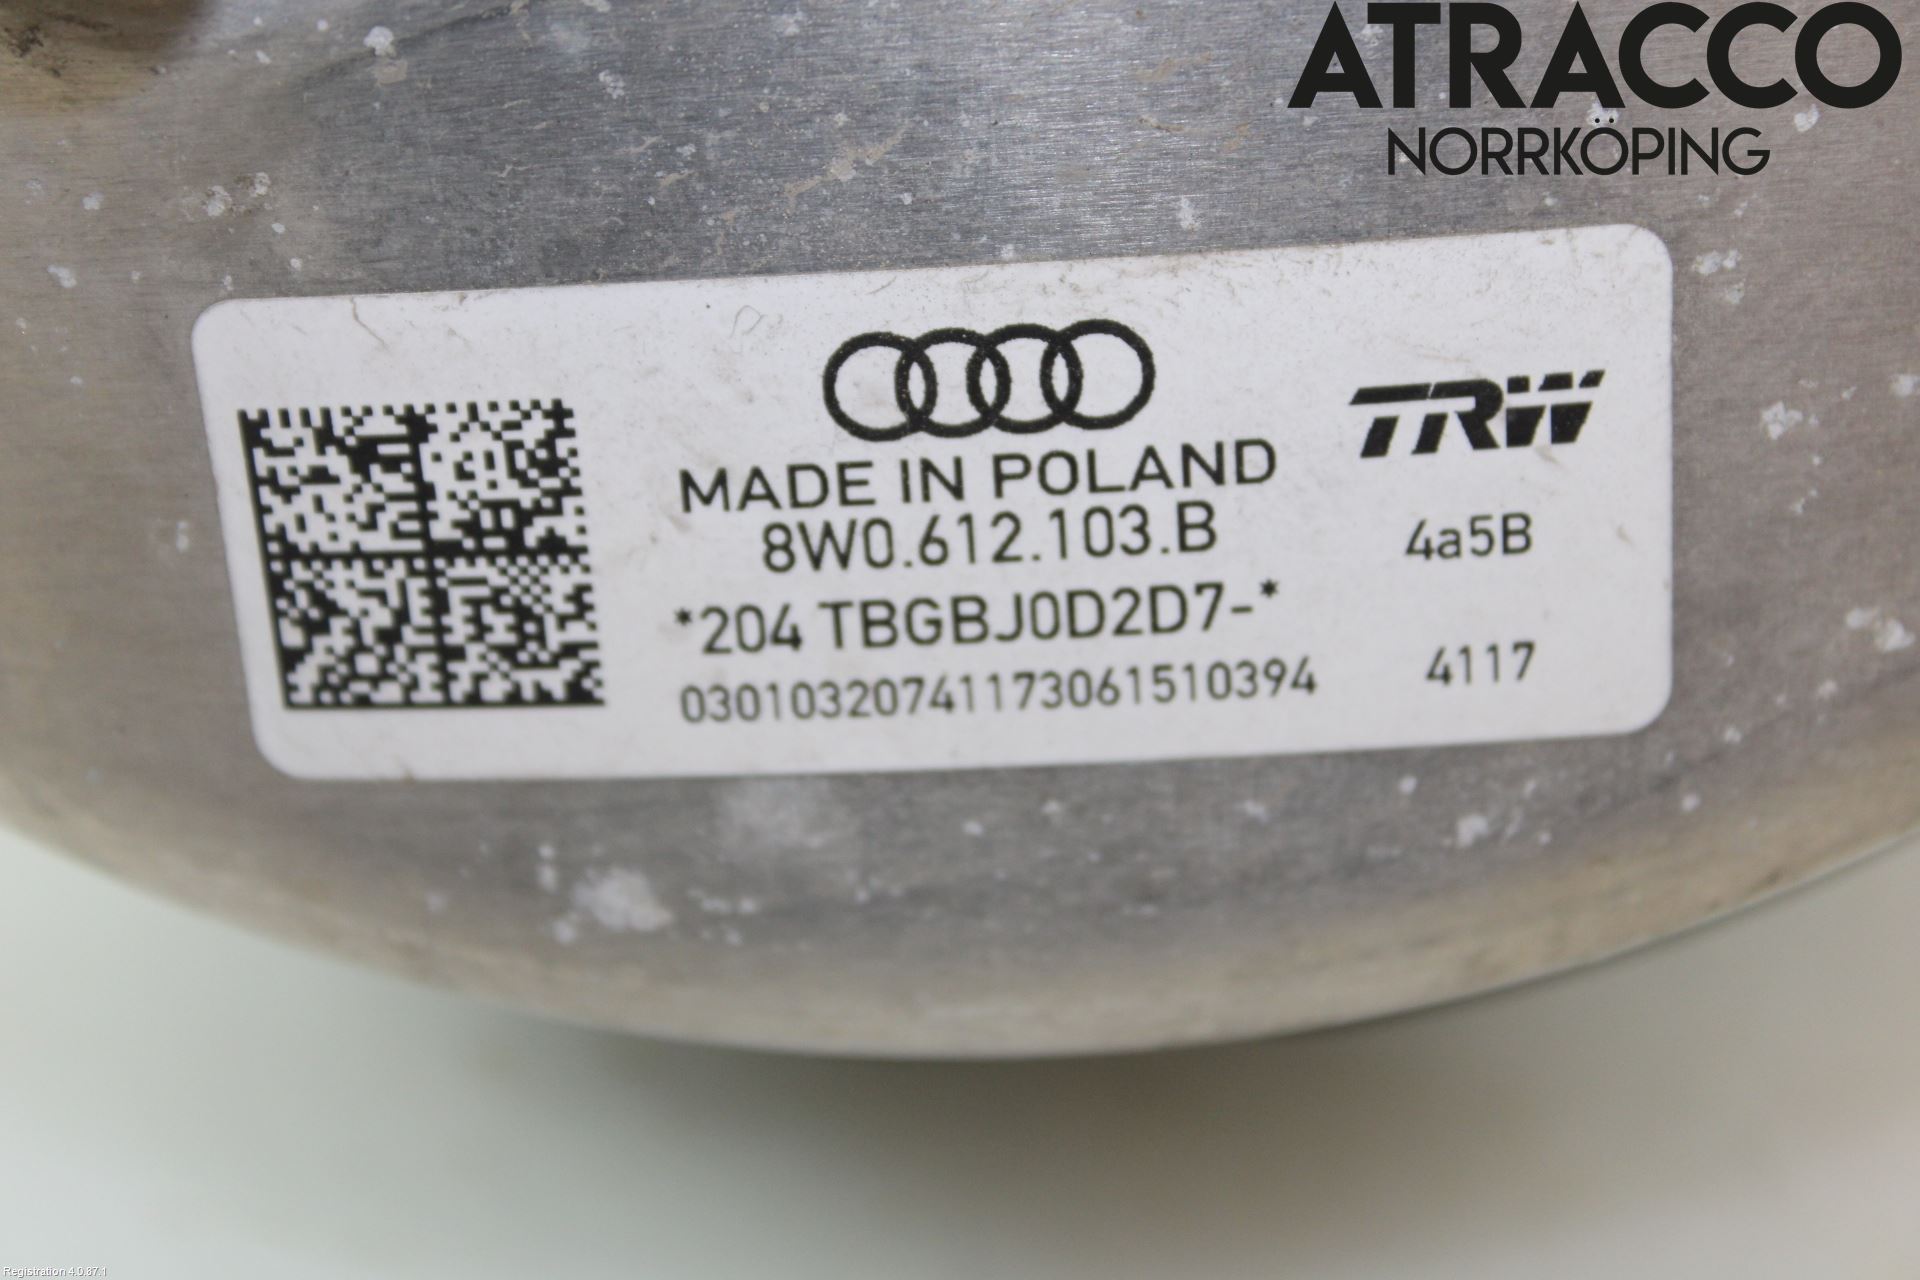 ATRACCO
NORRKÖPING
TRW
MADE IN POLAND
8W0.612.103.B
4a5B
*204 TBGBJ0D2D7-*
03010320741173061510394
4117
Registration 4.0.87.1